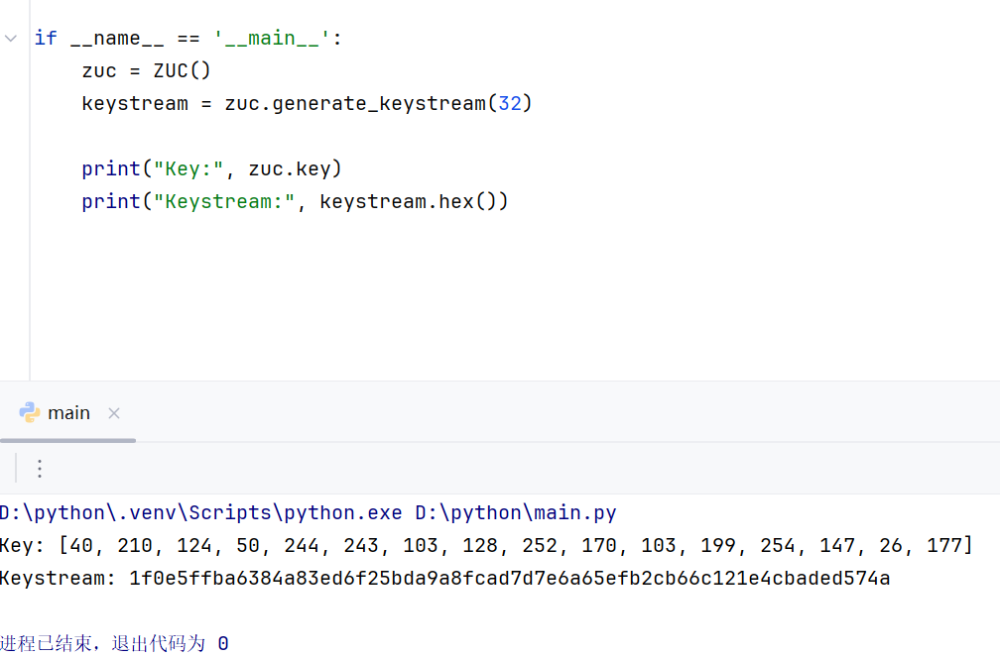 if __name__ == '__main__':
    zuc = ZUC()
    keystream = zuc.generate_keystream(32)
    print("Key:", zuc.key)
    print("Keystream:", keystream.hex())
main
D:\python\.venv\Scripts\python.exe D:\python\main.py
Key: [40, 210, 124, 50, 244, 243, 103, 128, 252, 170, 103, 199, 254, 147, 26, 177]
Keystream: 1f0e5ffba6384a83ed6f25bda9a8fcad7d7e6a65efb2cb66c121e4cbaded574a
进程已结束，退出代码为 0